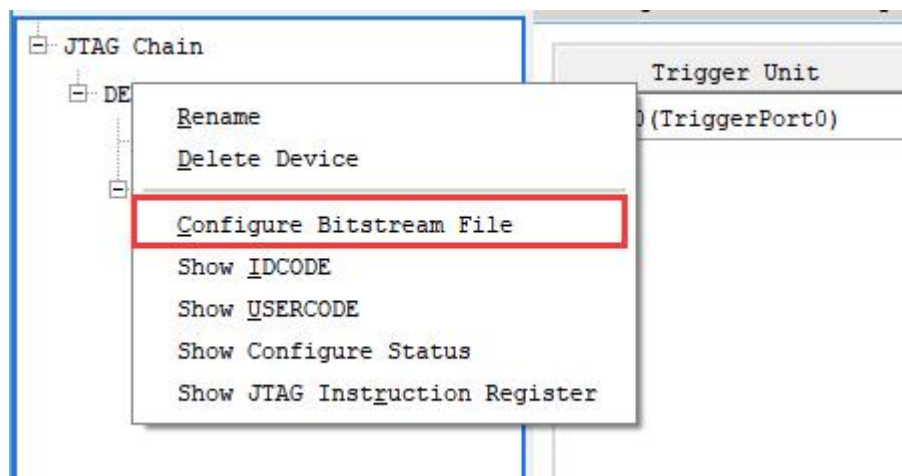 JTAG Chain
Trigger Unit
DE
Rename
(TriggerPort0)
Delete Device
Configure Bitstream File
Show IDCODE
Show USERCODE
Show Configure Status
Show JTAG Instruction Register